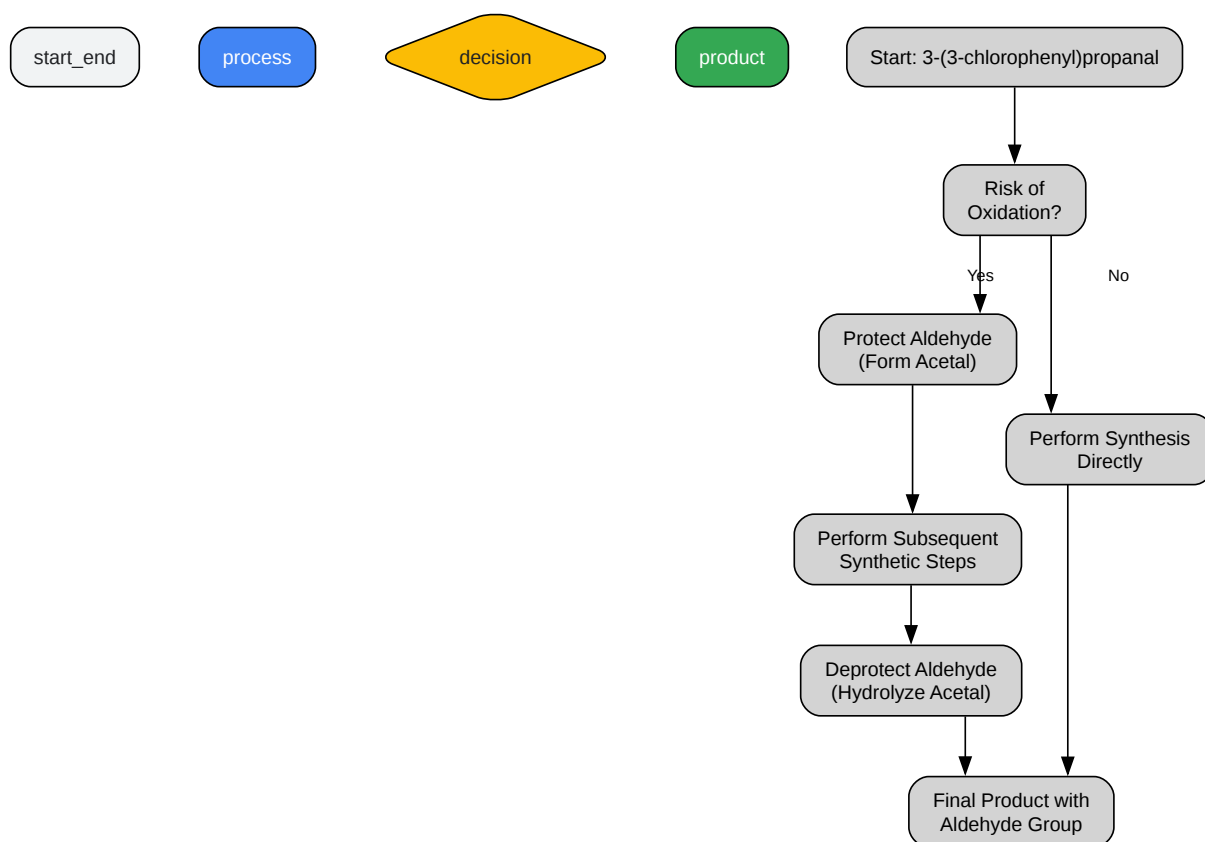 start_end
process
decision
product
Start: 3-(3-chlorophenyl)propanal
Risk of
Oxidation?
Yes
No
Protect Aldehyde
(Form Acetal)
Perform Synthesis
Directly
Perform Subsequent
Synthetic Steps
Deprotect Aldehyde
(Hydrolyze Acetal)
Final Product with
Aldehyde Group